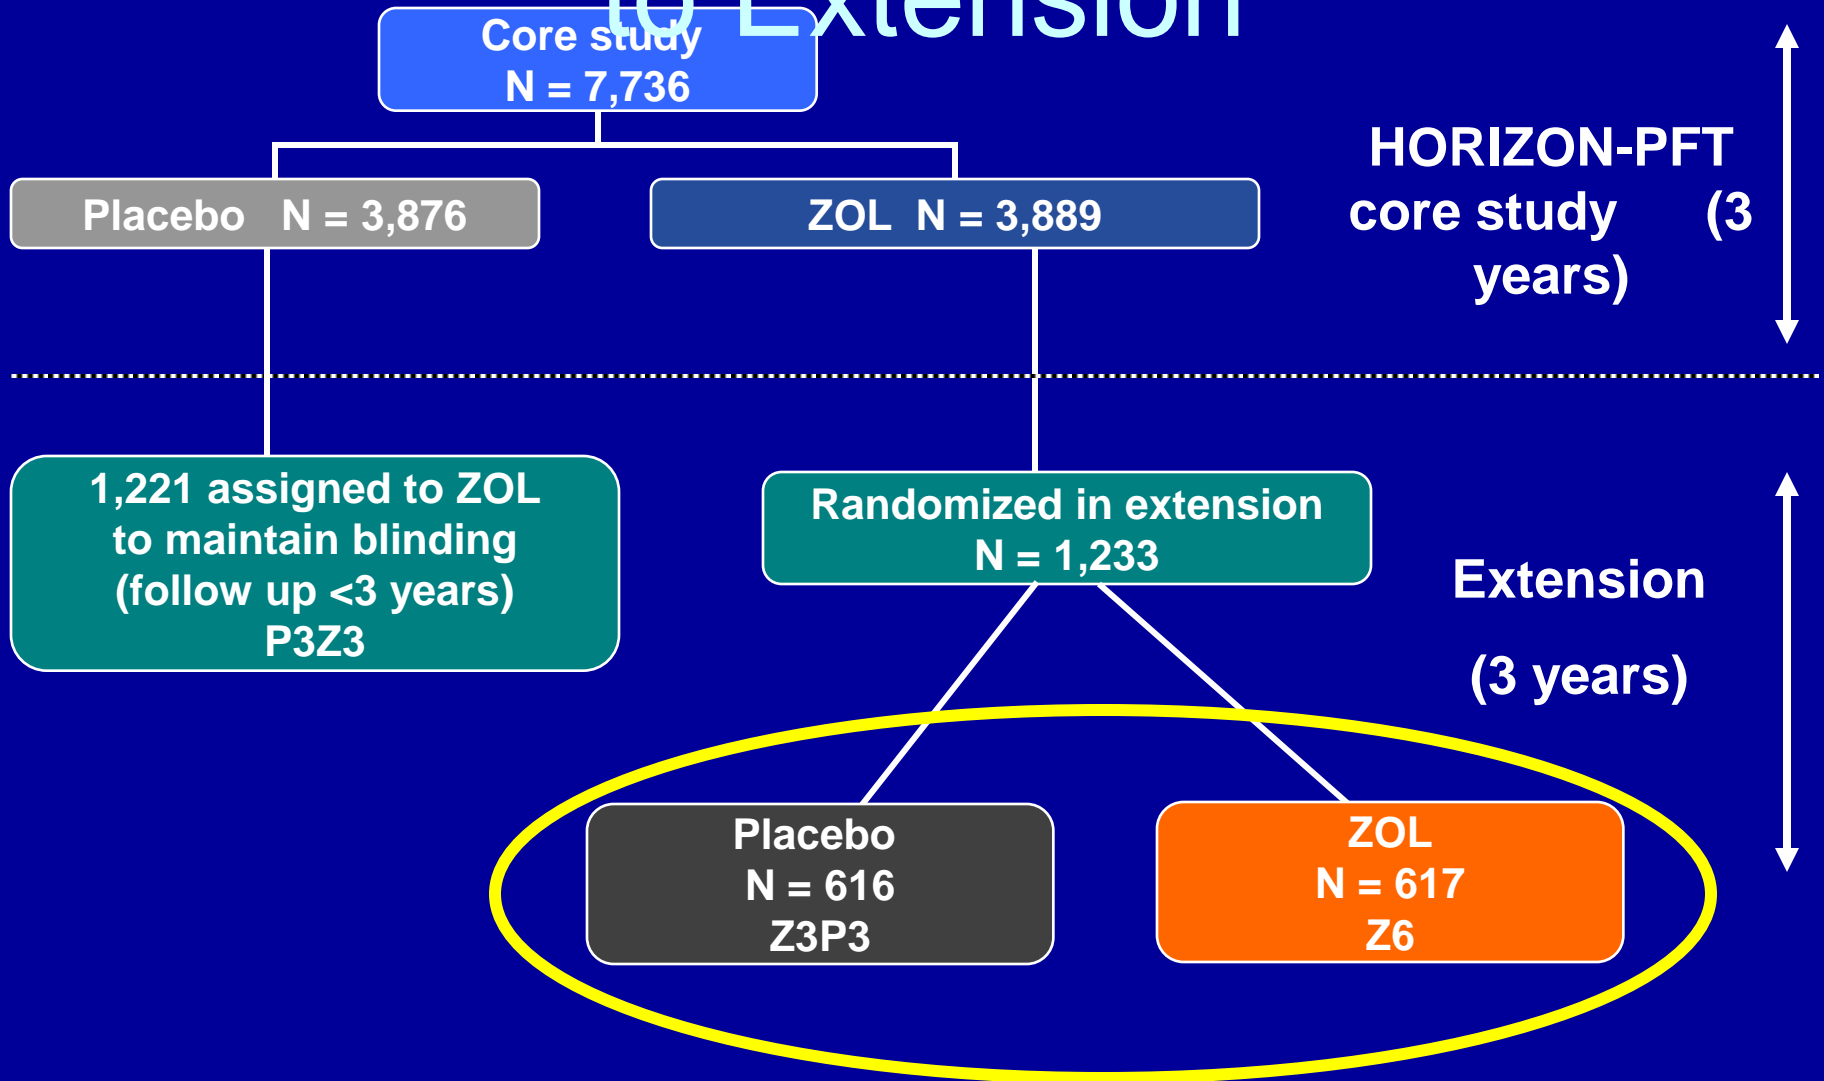 to Extension
Core study
N = 7,736
Placebo   N = 3,876
ZOL  N = 3,889
HORIZON-PFT
core study      (3
years)
1,221 assigned to ZOL
to maintain blinding
(follow up <3 years)
P3Z3
Randomized in extension
N = 1,233
Extension
(3 years)
Placebo
N = 616
Z3P3
ZOL
N = 617
Z6